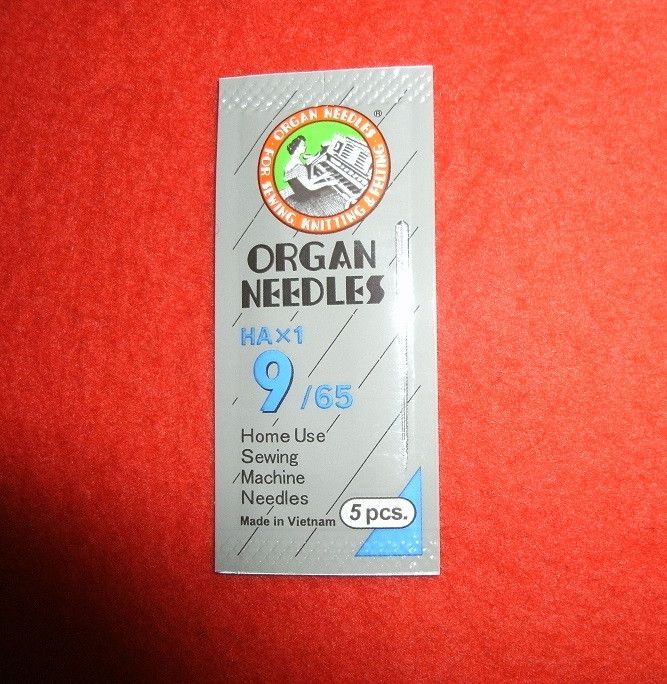 ORGAN NEEDLES
FOR SEWING KNITTING & FELTING
®
ORGAN
NEEDLES
HA×1
9/65
Home Use
Sewing
Machine
Needles
Made in Vietnam
5 pcs.